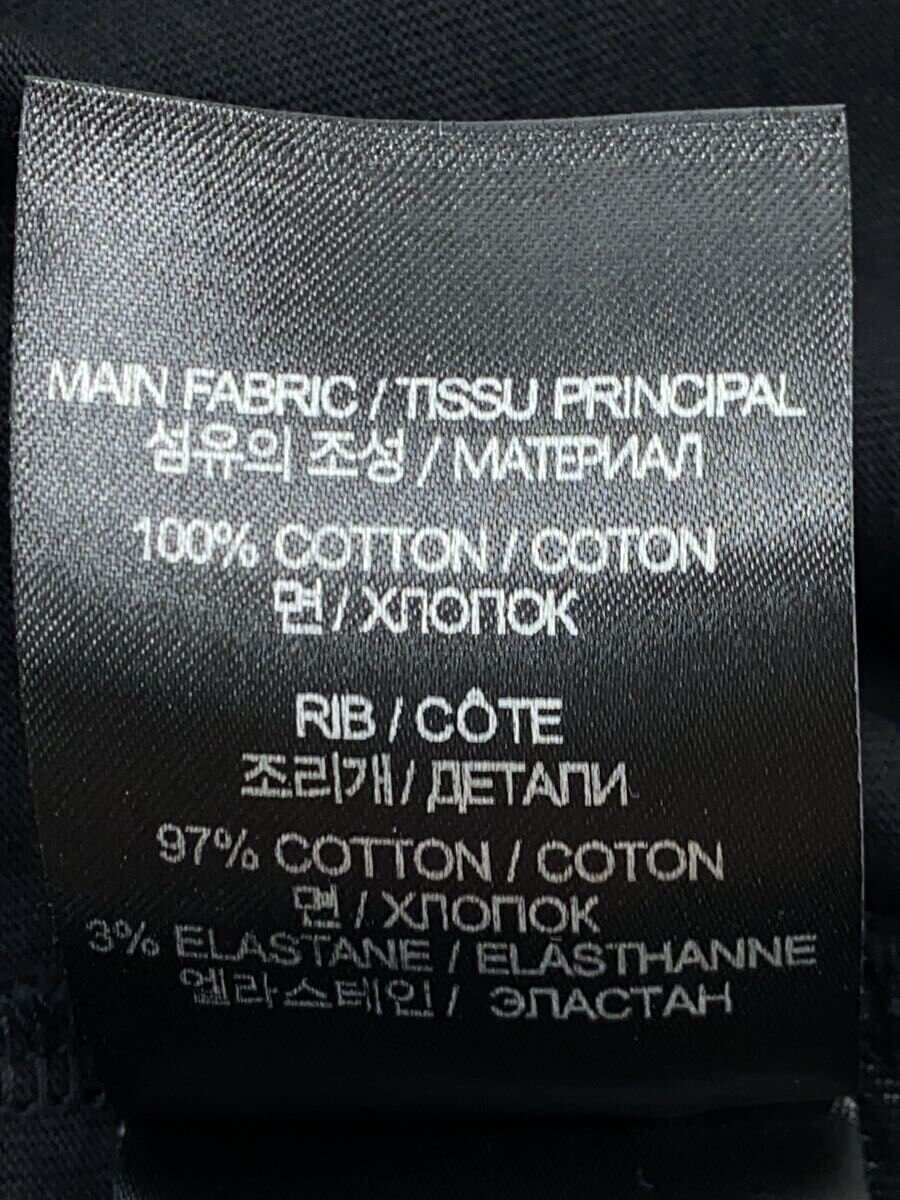 MAIN FABRIC / TISSU PRINCIPAL
섬유의 조성 / МАТЕРИАЛ
100% COTTON / COTON
면 / ХЛОПОК
RIB / CÔTE
조리개 / ДЕТАЛИ
97% COTTON / COTON
면 / ХЛОПОК
3% ELASTANE / ÉLASTHANNE
엘라스테인 / ЭЛАСТАН